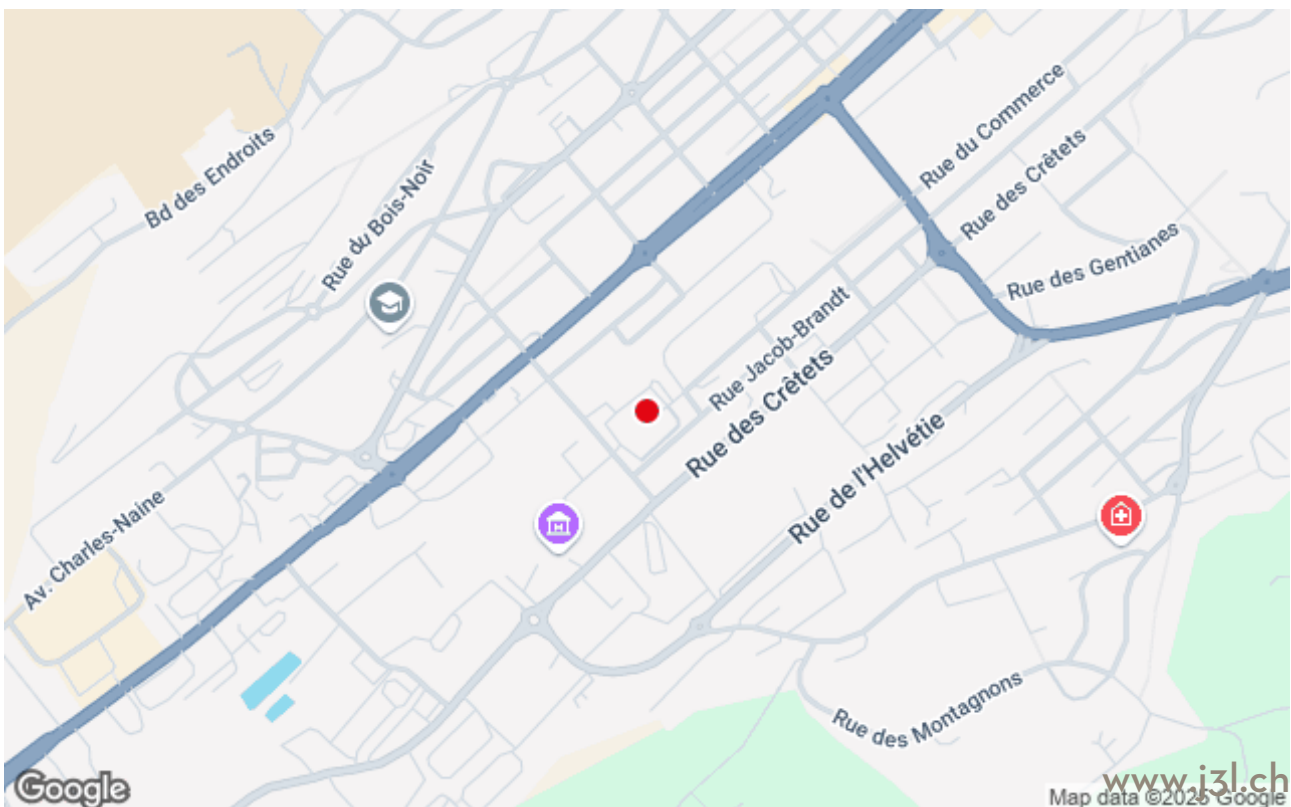 Rue du Commerce
Bd des Endroits
Rue du Bois-Noir
Rue des Crêtets
Rue des Gentianes
Rue Jacob-Brandt
Rue des Crêtets
Rue de l'Helvétie
Av. Charles-Naine
Rue des Montagnons
Google
www.j3l.ch
Map data ©2025 Google